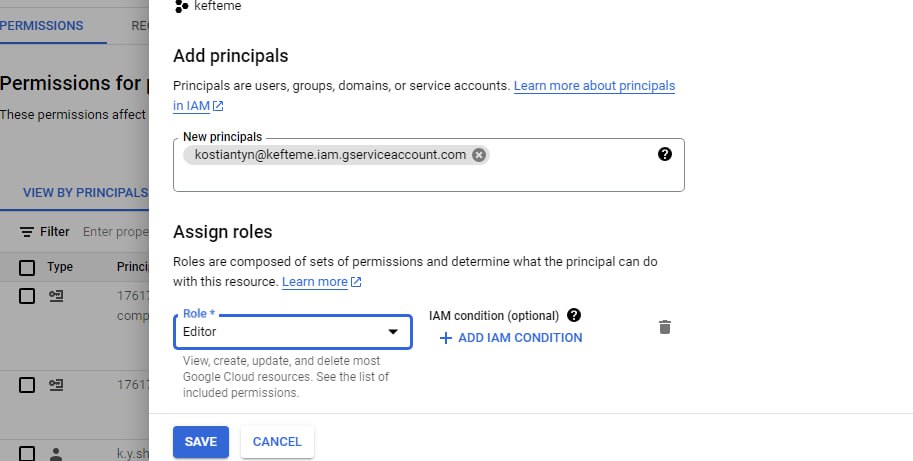 kefteme
PERMISSIONS
REC
Add principals
Permissions for p
Principals are users, groups, domains, or service accounts. Learn more about principals
in IAM
These permissions affect
New principals
kostiantyn@kefteme.iam.gserviceaccount.com
VIEW BY PRINCIPALS
Filter Enter prope
Assign roles
Roles are composed of sets of permissions and determine what the principal can do
with this resource. Learn more
Type Princi
17617
comp
Role *
Editor
IAM condition (optional)
ADD IAM CONDITION
View, create, update, and delete most
Google Cloud resources. See the list of
included permissions.
17617
SAVE CANCEL
k.y.sh